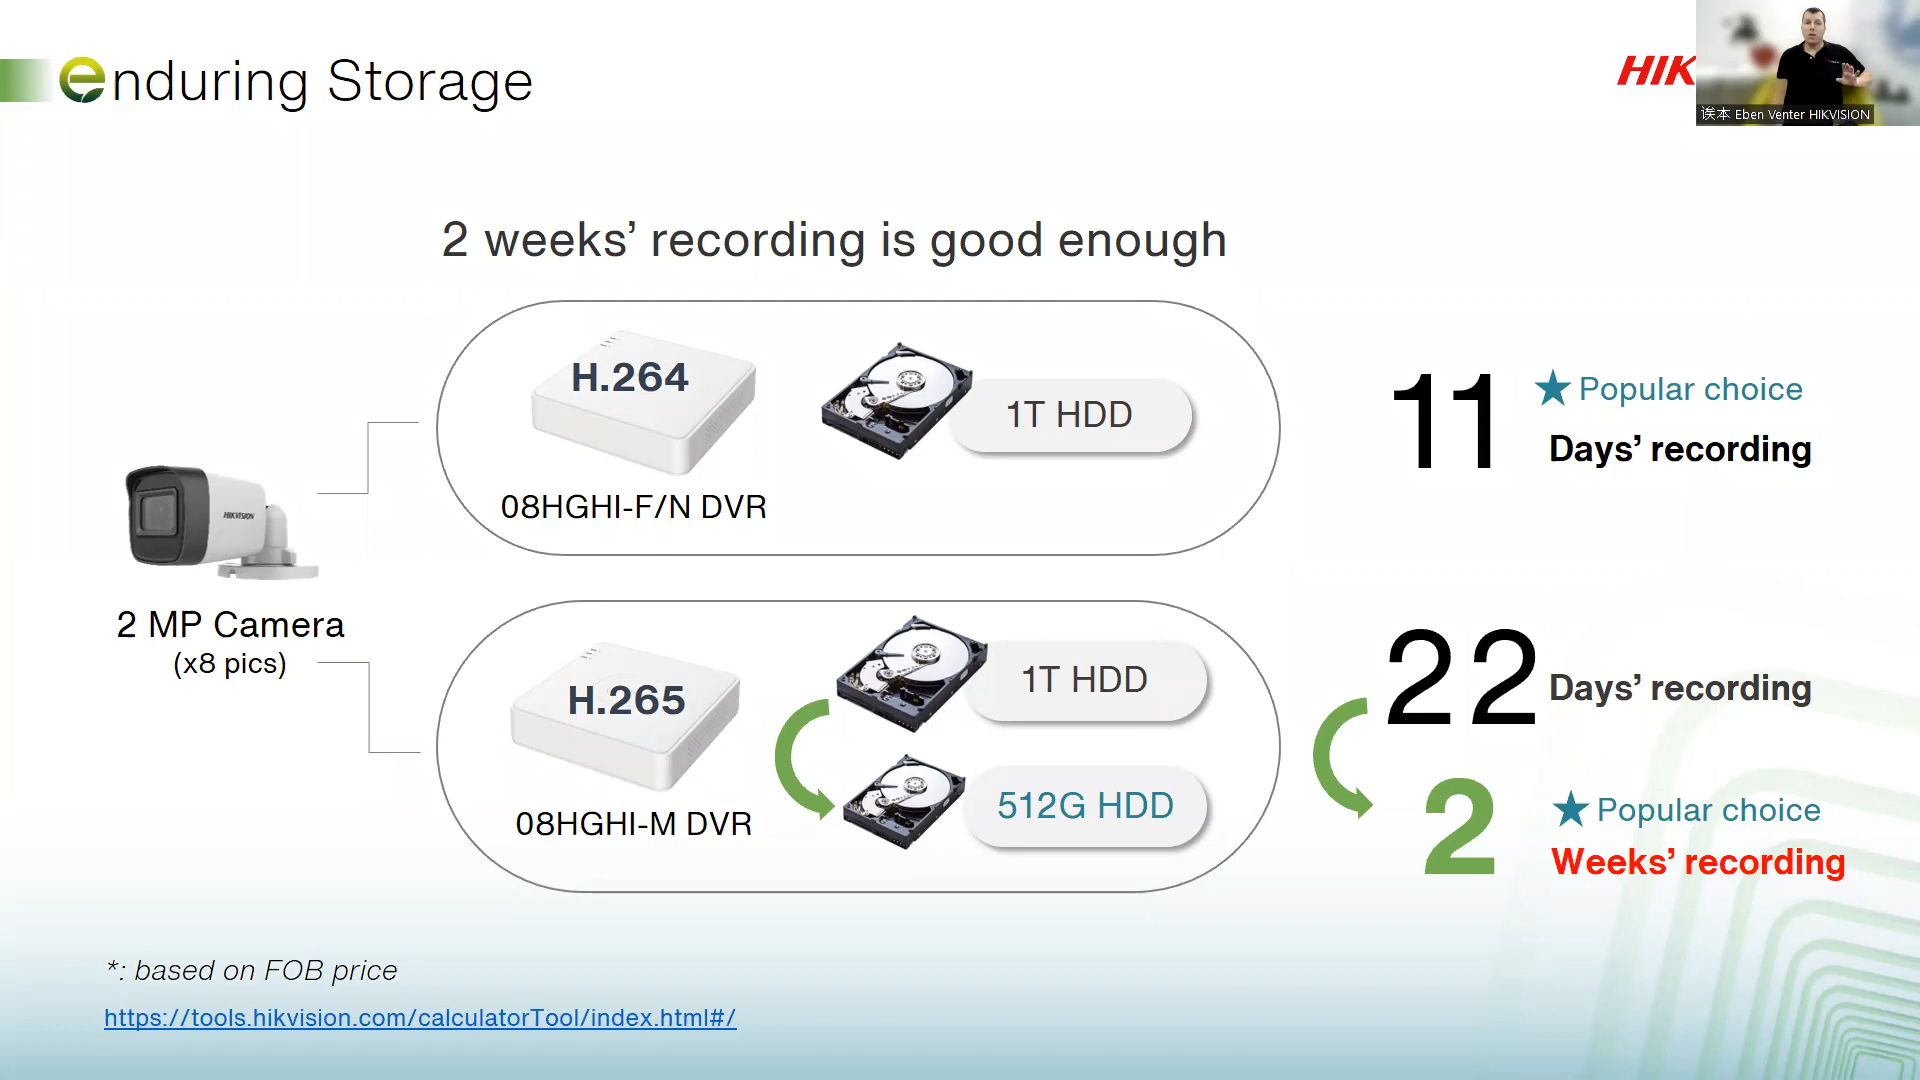 enduring Storage
HIK
诶本 Eben Venter HIKVISION
2 weeks’ recording is good enough
H.264
1T HDD
08HGHI-F/N DVR
11
Popular choice
Days’ recording
HIKVISION
2 MP Camera
(x8 pics)
H.265
1T HDD
512G HDD
08HGHI-M DVR
22
Days’ recording
2
Popular choice
Weeks’ recording
*: based on FOB price
https://tools.hikvision.com/calculatorTool/index.html#/